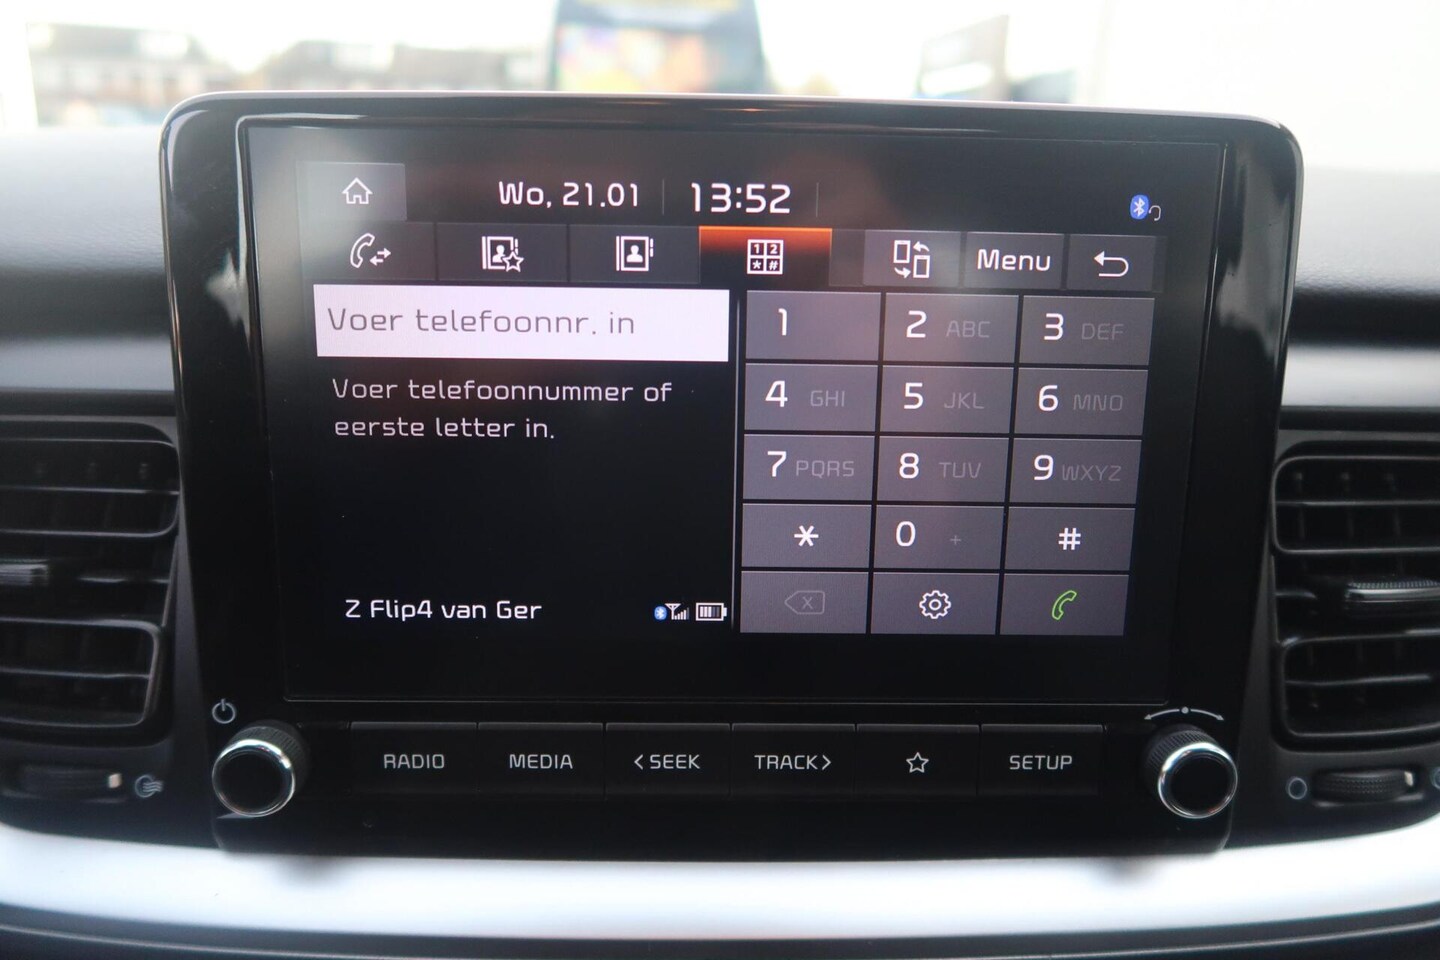 Wo, 21.01 13:52
1 2
* #
Menu
Voer telefoonnr. in
Voer telefoonnummer of
eerste letter in.
1 2 ABC 3 DEF
4 GHI 5 JKL 6 MNO
7 PQRS 8 TUV 9 WXYZ
* 0 + #
Z Flip4 van Ger
RADIO MEDIA < SEEK TRACK > SETUP